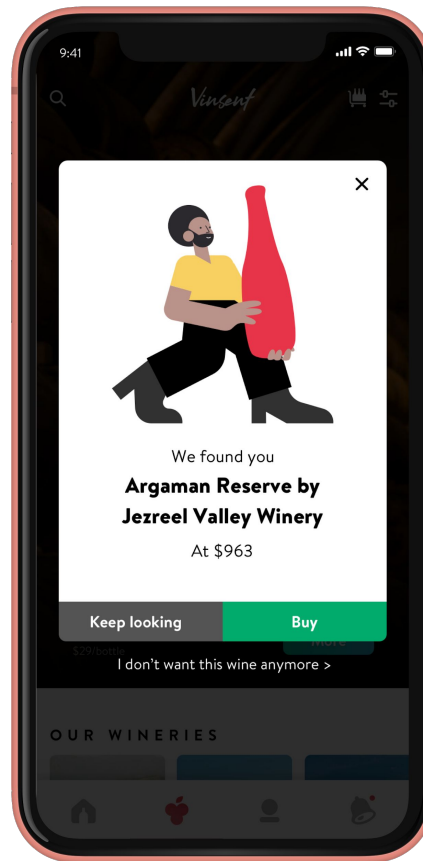 9:41
Vinsent
We found you
Argaman Reserve by
Jezreel Valley Winery
At $963
Keep looking
Buy
$29/bottle
More
I don't want this wine anymore >
OUR WINERIES